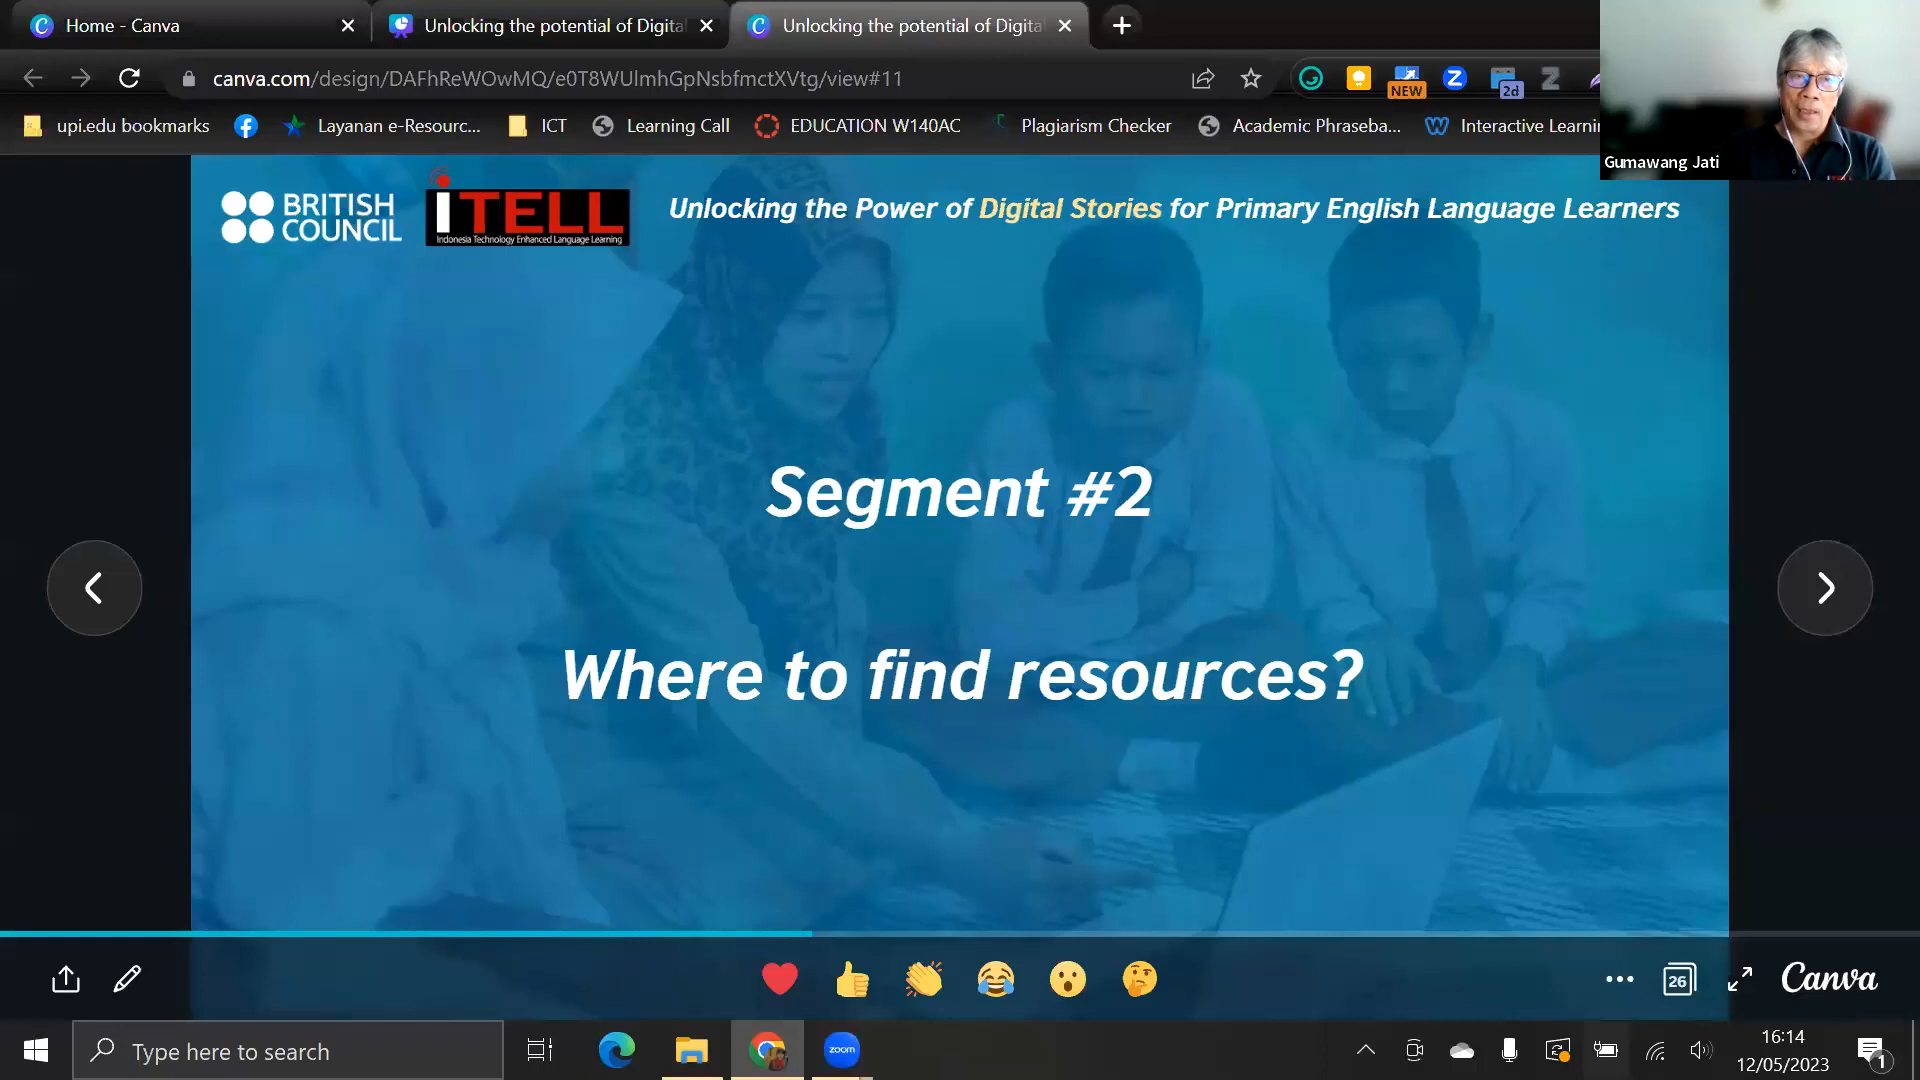 Home - Canva
Unlocking the potential of Digita
Unlocking the potential of Digita
canva.com/design/DAFhReWOwMQ/e0T8WUlmhGpNsbfmctXVtg/view#11
NEW
2d
upi.edu bookmarks
Layanan e-Resourc...
ICT
Learning Call
EDUCATION W140AC
Plagiarism Checker
Academic Phraseba...
Interactive Learni
Gumawang Jati
BRITISH
COUNCIL
iTELL
Indonesia Technology Enhanced Language Learning
Unlocking the Power of Digital Stories for Primary English Language Learners
Segment #2
Where to find resources?
26
Canva
Type here to search
zoom
16:14
12/05/2023
1